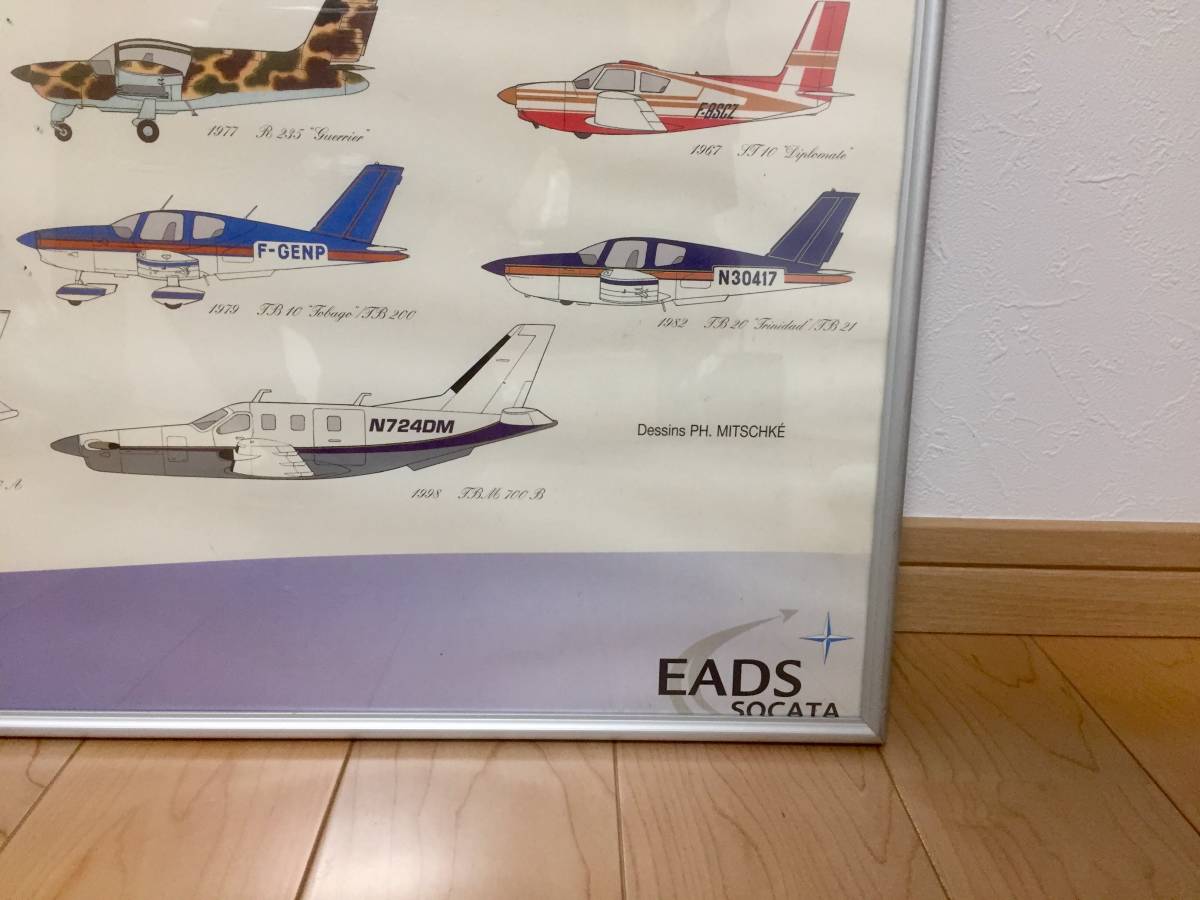 1977 R 235 "Guerrier"
F-BSCZ
1967 ST 10 "Diplomate"
F-GENP
1979 TB 10 "Tobago"/TB 200
N30417
1982 TB 20 "Trinidad"/TB 21
N724DM
1998 TBM 700 B
A
Dessins PH. MITSCHKÉ
EADS
SOCATA